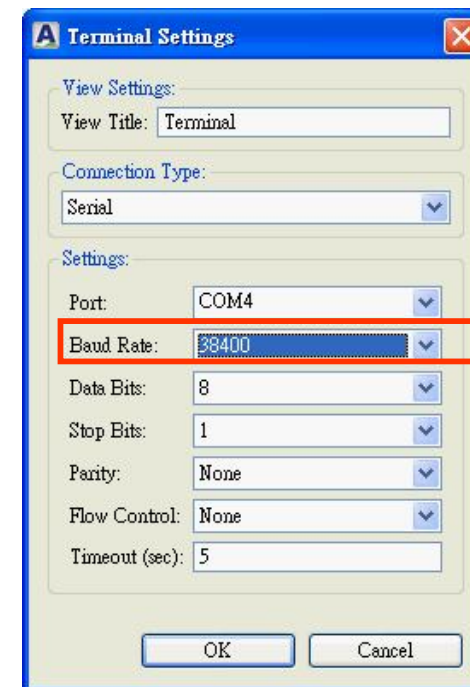 A Terminal Settings
View Settings:
View Title: Terminal
Connection Type:
Serial
Settings:
Port: COM4
Baud Rate: 38400
Data Bits: 8
Stop Bits: 1
Parity: None
Flow Control: None
Timeout (sec): 5
OK Cancel